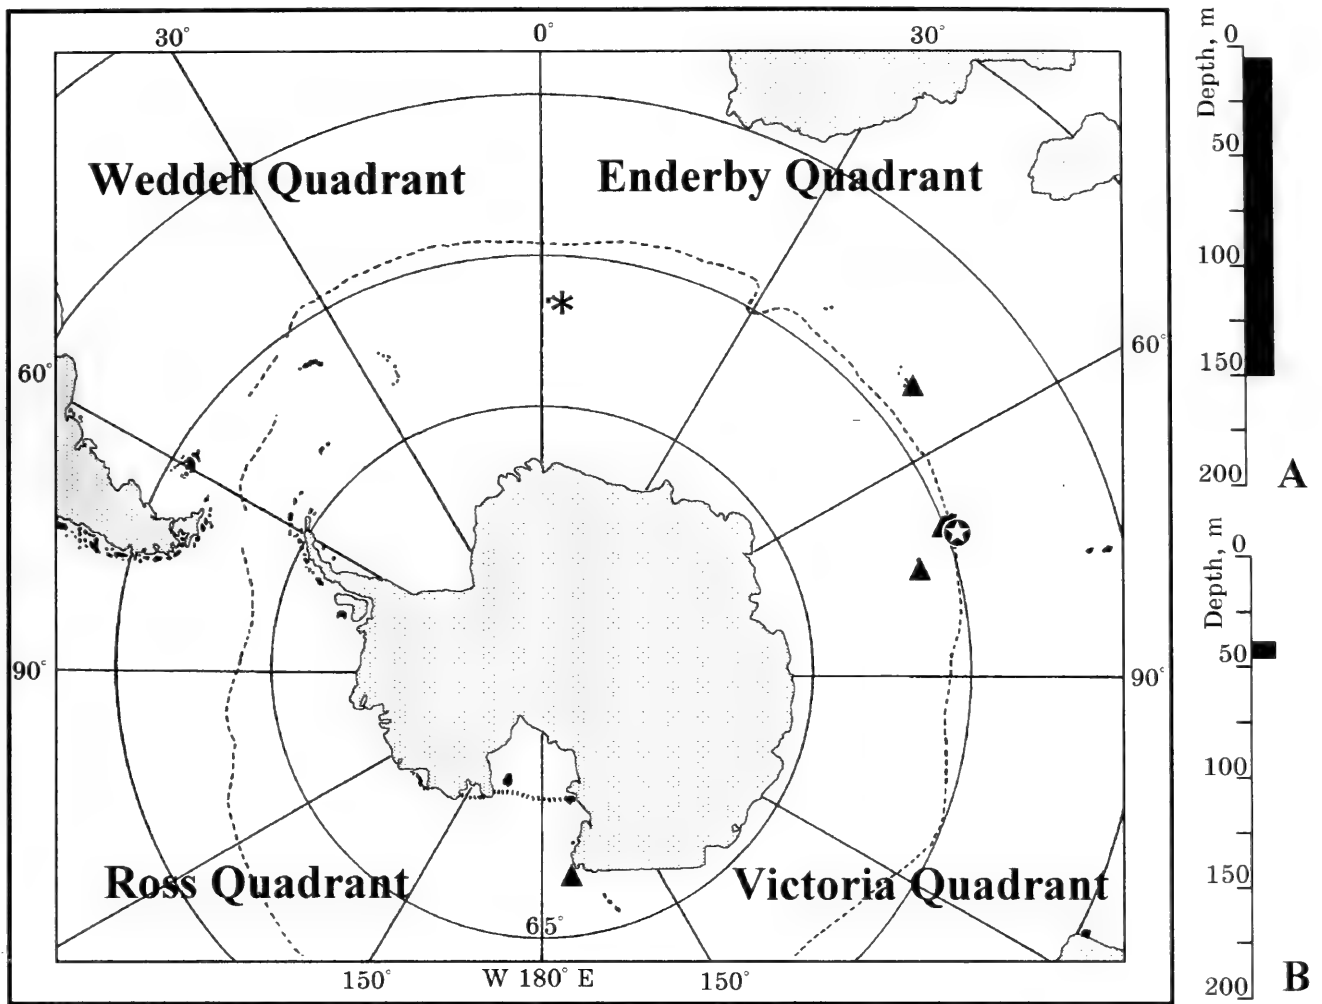 30° 0° 30°
Weddell Quadrant Enderby Quadrant
60° 60°
90° 90°
Ross Quadrant Victoria Quadrant
65°
150° W 180° E 150°
Depth, m
0
50
100
150
200
A
Depth, m
0
50
100
150
200
B